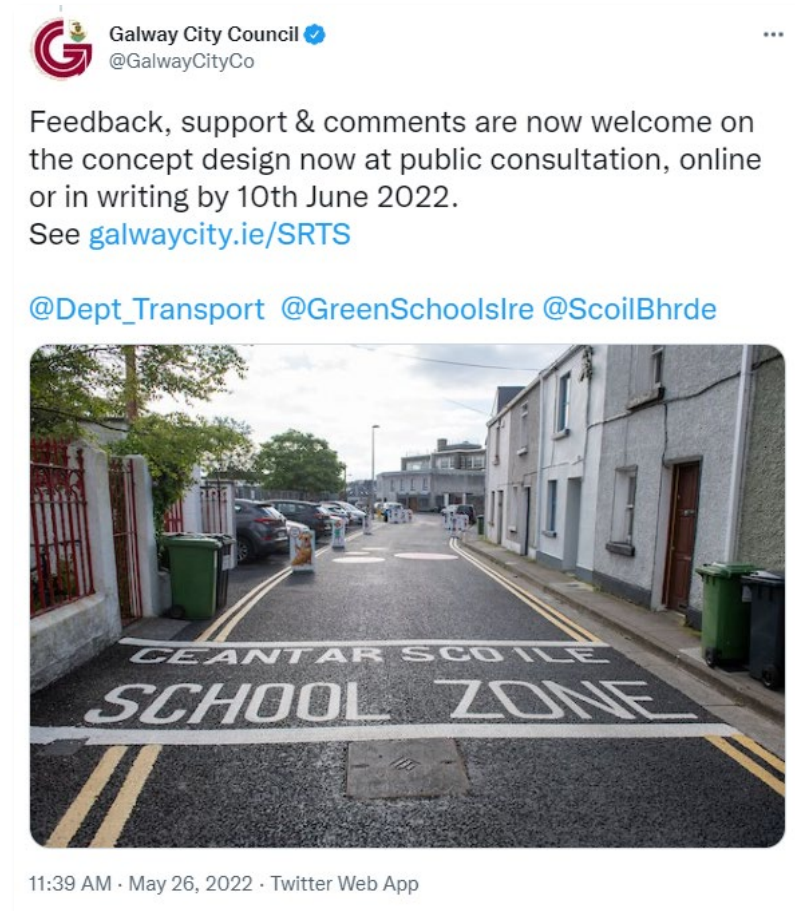 Galway City Council
@GalwayCityCo
Feedback, support & comments are now welcome on
the concept design now at public consultation, online
or in writing by 10th June 2022.
See galwaycity.ie/SRTS
@Dept_Transport @GreenSchoolsIre @ScoilBhrde
CEANTAR SCOILE
SCHOOL ZONE
11:39 AM · May 26, 2022 · Twitter Web App